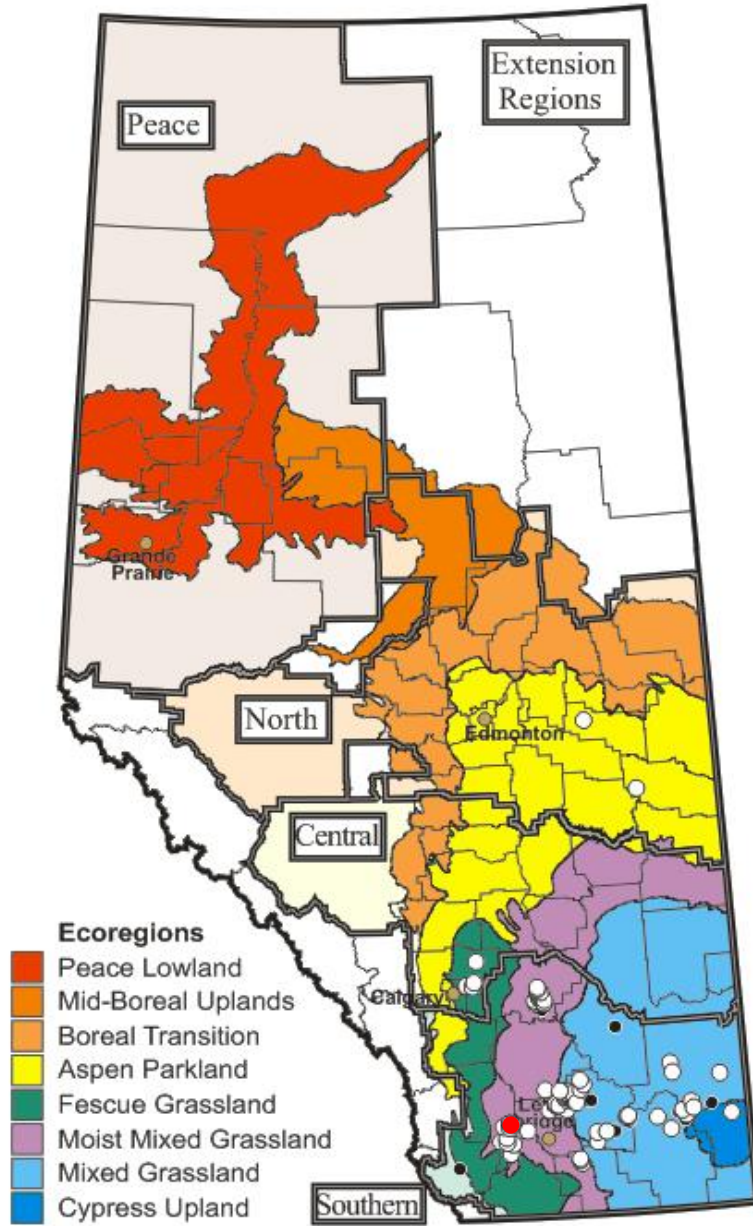 Extension
Regions
Peace
Grande
Prairie
North
Edmonton
Central
Calgary
Ecoregions
Peace Lowland
Mid-Boreal Uplands
Boreal Transition
Aspen Parkland
Fescue Grassland
Moist Mixed Grassland
Mixed Grassland
Cypress Upland
Southern